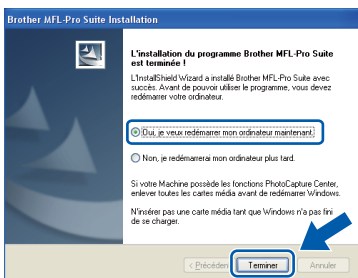 Brother MFL-Pro Suite Installation
L'installation du programme Brother MFL-Pro Suite
est terminée !
L'InstallShield Wizard a installé Brother MFL-Pro Suite avec
succès. Avant de pouvoir utiliser le programme, vous devez
redémarrer votre ordinateur.
Oui, je veux redémarrer mon ordinateur maintenant.
Non, je redémarrerai mon ordinateur plus tard.
Si votre Machine possède les fonctions PhotoCapture Center,
enlever toutes les cartes média avant de redémarrer Windows.
N'insérer pas une carte média tant que Windows n'a pas fini
de se charger.
< Précéden
Terminer
Annuler